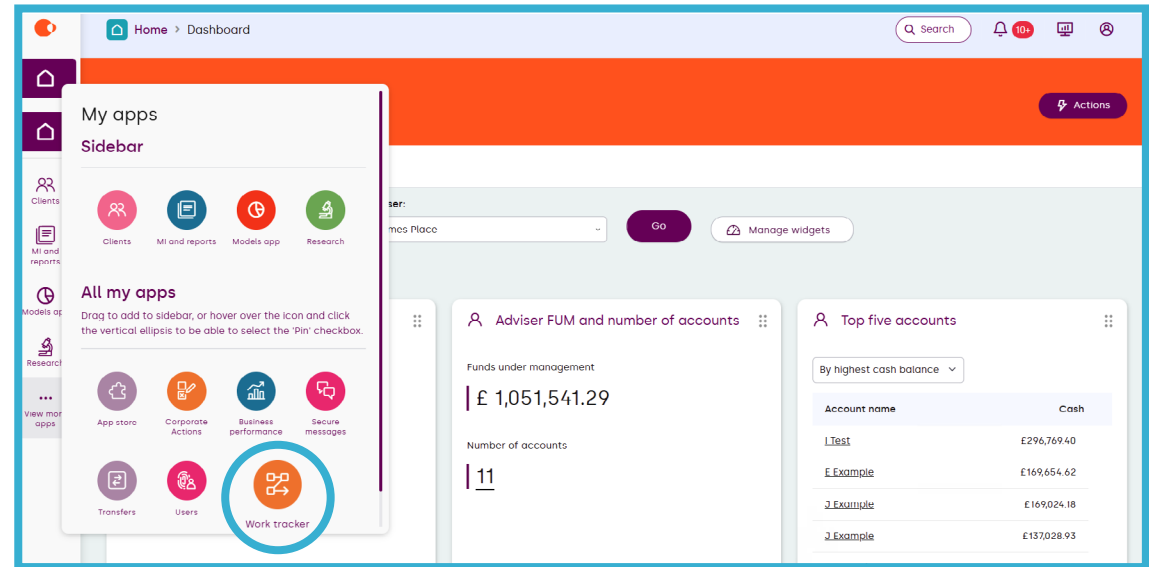 Home > Dashboard
Search
10+
Actions
My apps
Sidebar
Clients
MI and reports
Models app
Research
Clients
MI and
reports
Models ap
Research
View mor
apps
ser:
mes Place
Go
Manage widgets
All my apps
Drag to add to sidebar, or hover over the icon and click
the vertical ellipsis to be able to select the 'Pin' checkbox.
App store
Corporate
Actions
Business
performance
Secure
messages
Transfers
Users
Work tracker
Adviser FUM and number of accounts
Funds under management
£ 1,051,541.29
Number of accounts
11
Top five accounts
By highest cash balance
Account name Cash
I Test £296,769.40
E Example £169,654.62
J Example £169,024.18
J Example £137,028.93